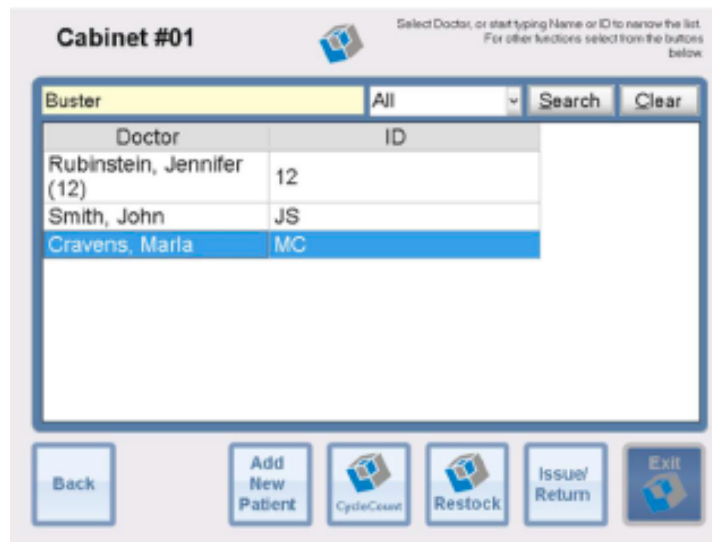 Cabinet #01
Select Doctor, or start typing Name or ID to narrow the list.
For other functions select from the buttons
below.
Buster
All
Search
Clear
Doctor
ID
Rubinstein, Jennifer
(12)
12
Smith, John
JS
Cravens, Marla
MC
Back
Add
New
Patient
CycleCount
Restock
Issue/
Return
Exit